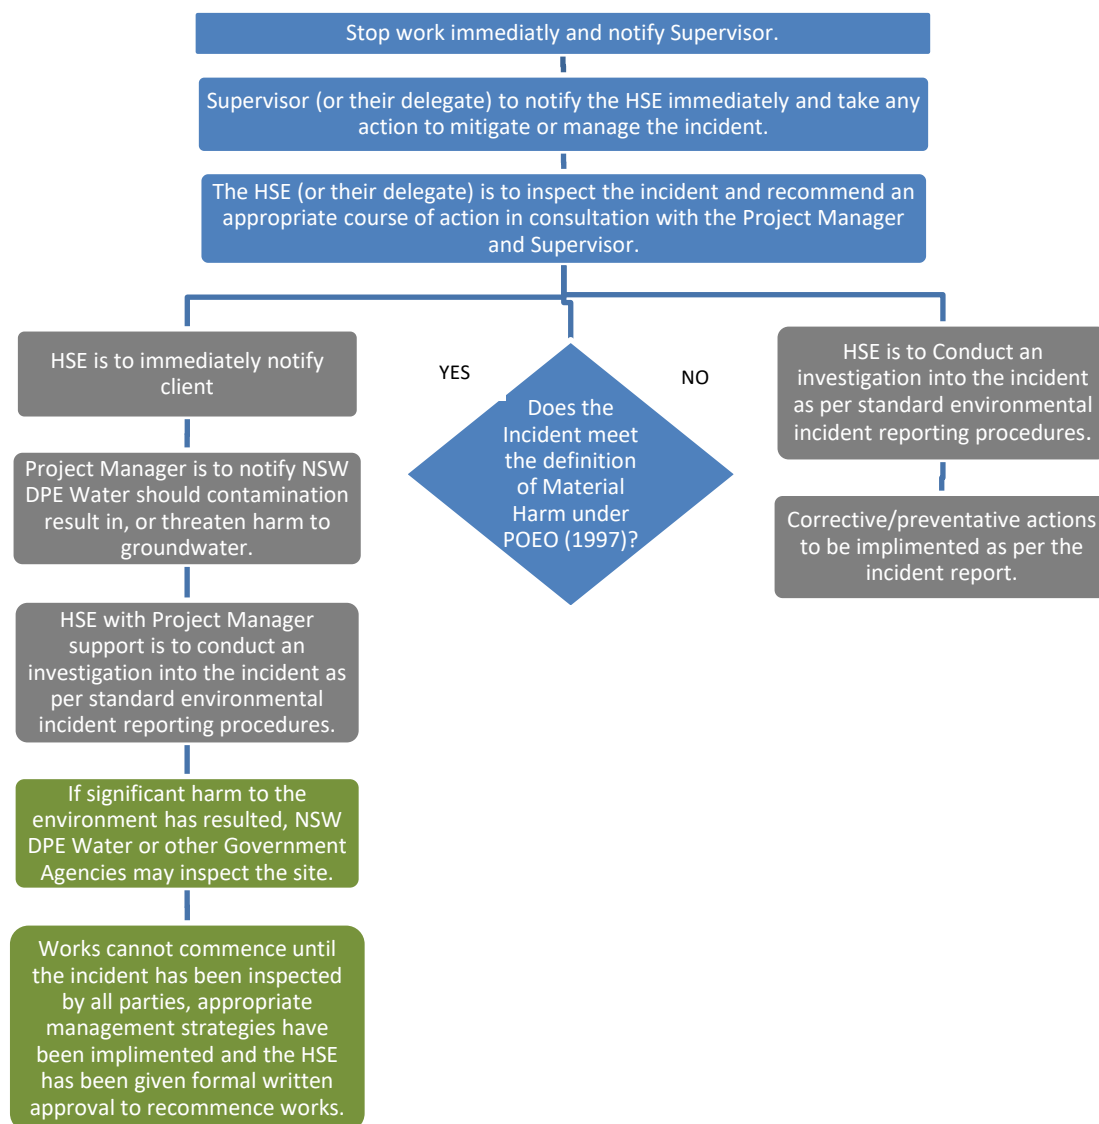 Stop work immediatly and notify Supervisor.
Supervisor (or their delegate) to notify the HSE immediately and take any
action to mitigate or manage the incident.
The HSE (or their delegate) is to inspect the incident and recommend an
appropriate course of action in consultation with the Project Manager
and Supervisor.
HSE is to immediately notify
client
Project Manager is to notify NSW
DPE Water should contamination
result in, or threaten harm to
groundwater.
HSE with Project Manager
support is to conduct an
investigation into the incident as
per standard environmental
incident reporting procedures.
If significant harm to the
environment has resulted, NSW
DPE Water or other Government
Agencies may inspect the site.
Works cannot commence until
the incident has been inspected
by all parties, appropriate
management strategies have
been implimented and the HSE
has been given formal written
approval to recommence works.
YES
Does the
Incident meet
the definition
of Material
Harm under
POEO (1997)?
NO
HSE is to Conduct an
investigation into the incident
as per standard environmental
incident reporting procedures.
Corrective/preventative actions
to be implimented as per the
incident report.